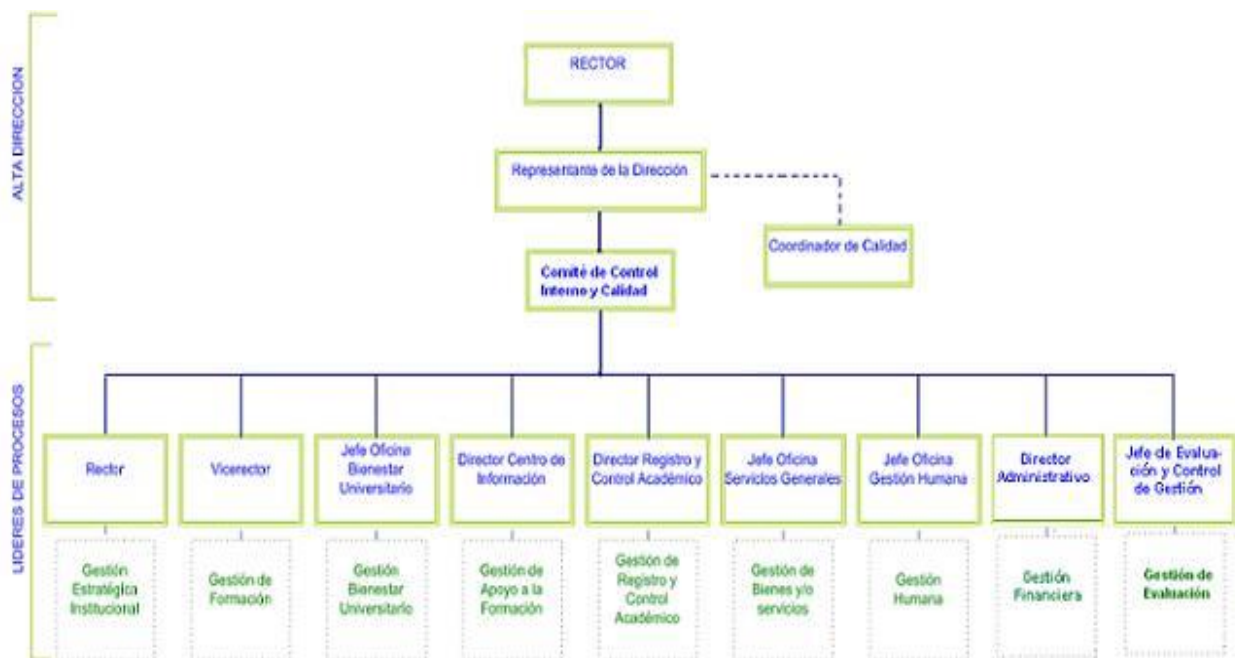 ALTA DIRECCION
RECTOR
Representante de la Dirección
Coordinador de Calidad
Comité de Control
Interno y Calidad
LIDERES DE PROCESOS
Rector
Vicerector
Jefe Oficina
Bienestar
Universitario
Director Centro de
Información
Director Registro y
Control Académico
Jefe Oficina
Servicios Generales
Jefe Oficina
Gestión Humana
Director
Administrativo
Jefe de Evalua-
ción y Control
de Gestión
Gestión
Estratégica
Institucional
Gestión de
Formación
Gestión
Bienestar
Universitario
Gestión de
Apoyo a la
Formación
Gestión de
Registro y
Control
Académico
Gestión de
Bienes y/o
servicios
Gestión
Humana
Gestión
Financiera
Gestión de
Evaluación